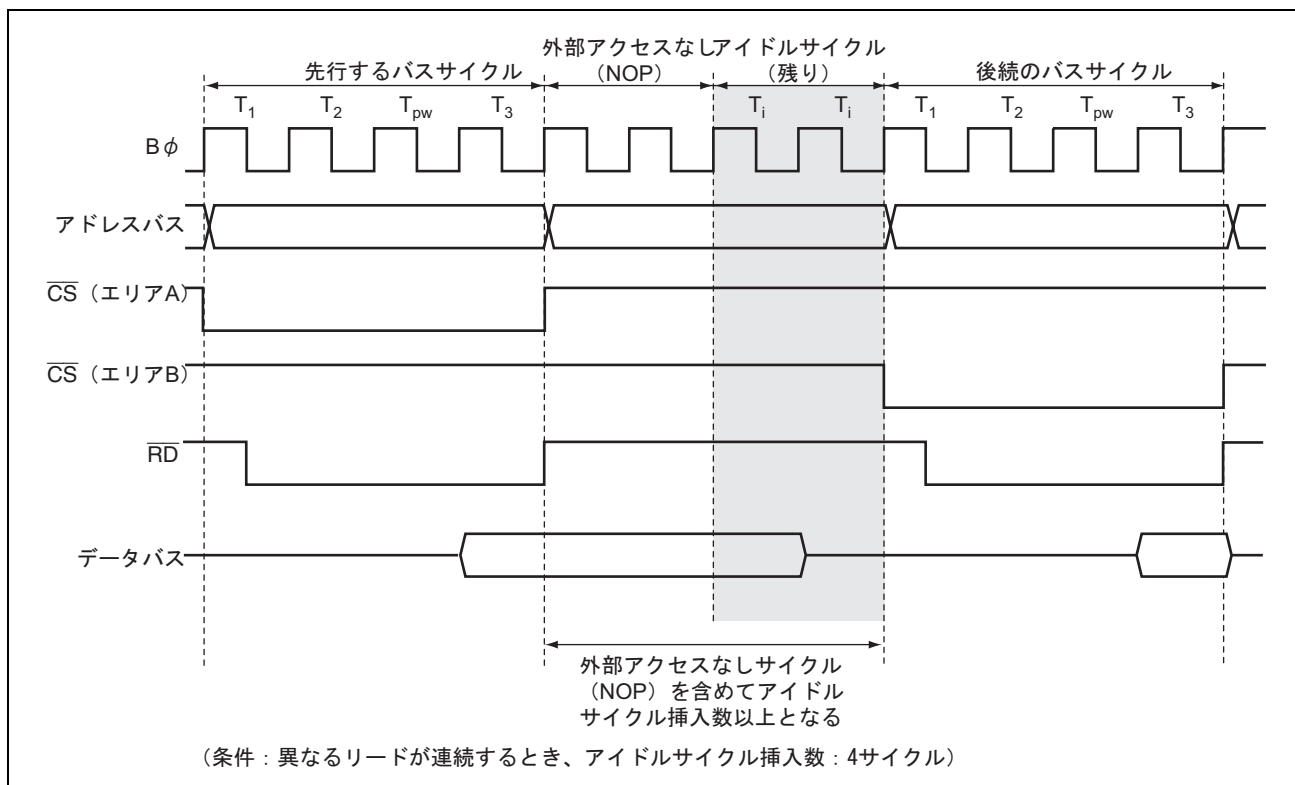 外部アクセスなしアイドルサイクル
先行するバスサイクル (NOP) (残り) 後続のバスサイクル
T1 T2 Tpw T3 Ti Ti T1 T2 Tpw T3
Bφ
アドレスバス
CS（エリアA）
CS（エリアB）
RD
データバス
外部アクセスなしサイクル
（NOP）を含めてアイドル
サイクル挿入数以上となる
（条件：異なるリードが連続するとき、アイドルサイクル挿入数：4サイクル）